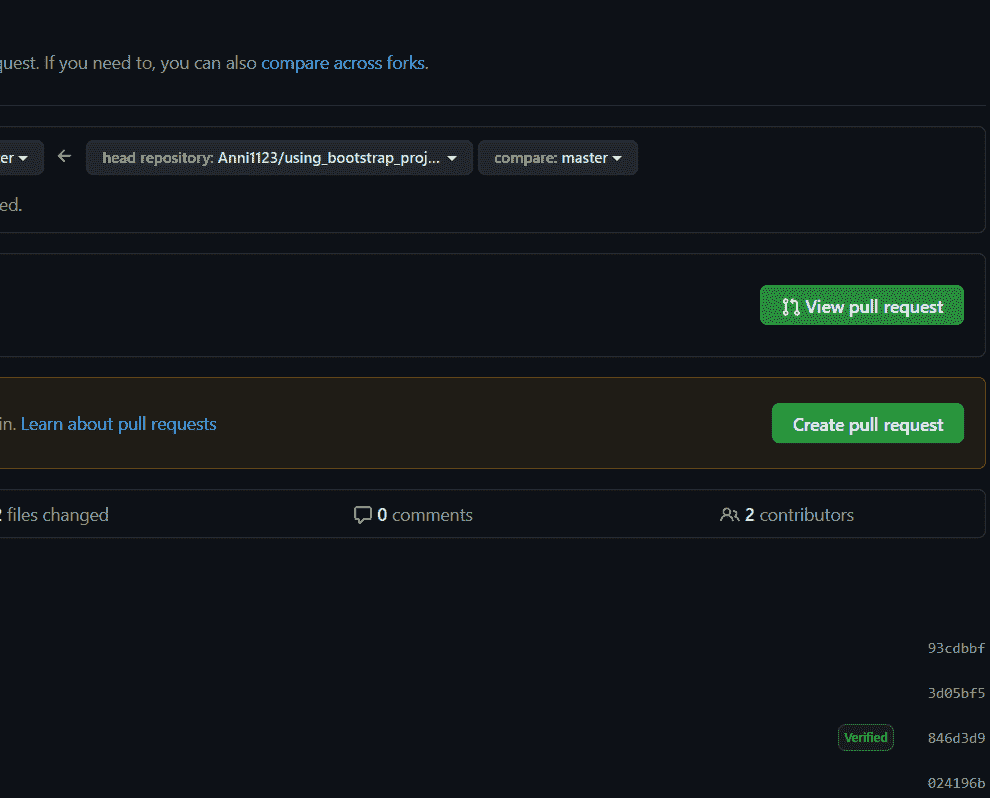 quest. If you need to, you can also compare across forks.
er head repository: Anni1123/using_bootstrap_proj... compare: master
ed.
View pull request
in. Learn about pull requests
Create pull request
2 files changed 0 comments 2 contributors
93cdbbf
3d05bf5
Verified 846d3d9
024196b